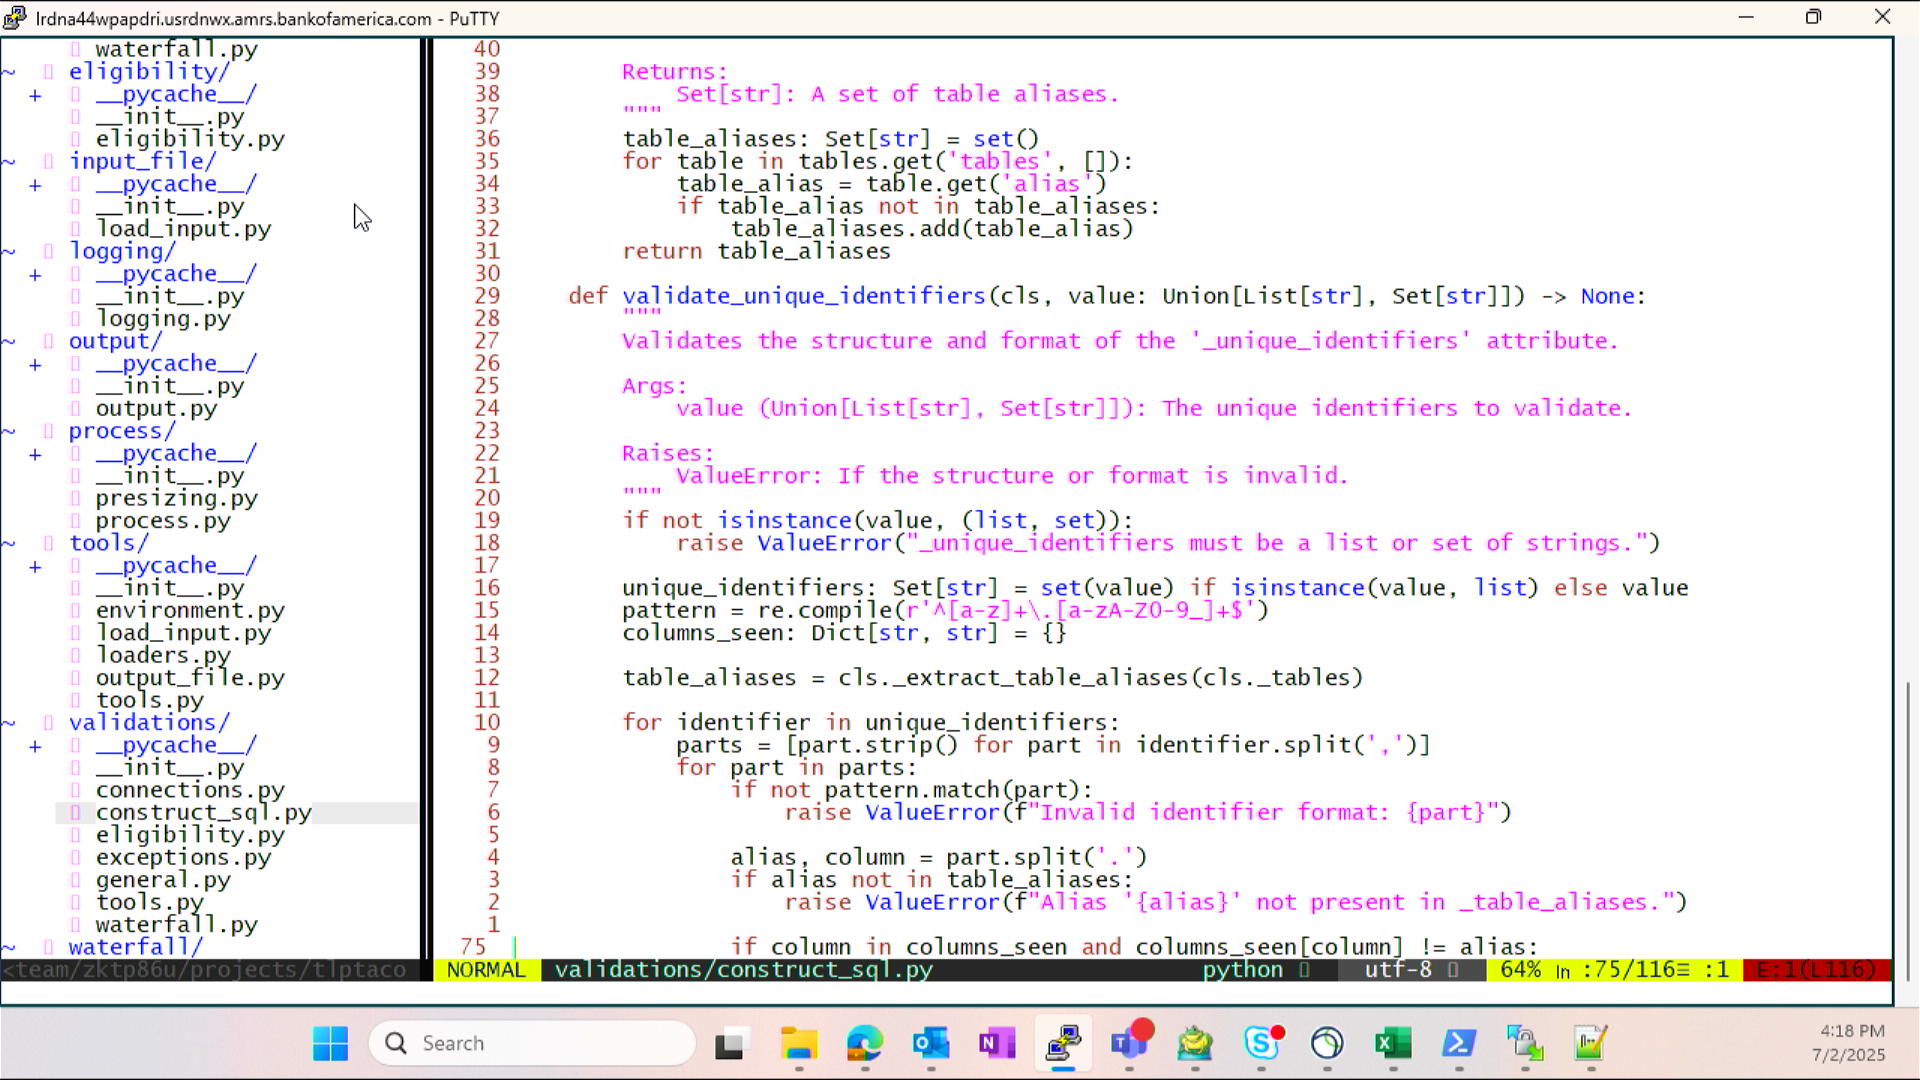 lrdna44wpapdri.usrdnwx.amrs.bankofamerica.com - PuTTY
waterfall.py
~ eligibility/
+ __pycache__/
__init__.py
eligibility.py
~ input_file/
+ __pycache__/
__init__.py
load_input.py
~ logging/
+ __pycache__/
__init__.py
logging.py
~ output/
+ __pycache__/
__init__.py
output.py
~ process/
+ __pycache__/
__init__.py
presizing.py
process.py
~ tools/
+ __pycache__/
__init__.py
environment.py
load_input.py
loaders.py
output_file.py
tools.py
~ validations/
+ __pycache__/
__init__.py
connections.py
construct_sql.py
eligibility.py
exceptions.py
general.py
tools.py
waterfall.py
~ waterfall/
<team/zktp86u/projects/tlptaco
40
39 Returns:
38 Set[str]: A set of table aliases.
37 """
36 table_aliases: Set[str] = set()
35 for table in tables.get('tables', []):
34 table_alias = table.get('alias')
33 if table_alias not in table_aliases:
32 table_aliases.add(table_alias)
31 return table_aliases
30
29 def validate_unique_identifiers(cls, value: Union[List[str], Set[str]]) -> None:
28 """
27 Validates the structure and format of the '_unique_identifiers' attribute.
26
25 Args:
24 value (Union[List[str], Set[str]]): The unique identifiers to validate.
23
22 Raises:
21 ValueError: If the structure or format is invalid.
20 """
19 if not isinstance(value, (list, set)):
18 raise ValueError("_unique_identifiers must be a list or set of strings.")
17
16 unique_identifiers: Set[str] = set(value) if isinstance(value, list) else value
15 pattern = re.compile(r'^[a-z]+\.[a-zA-Z0-9_]+$')
14 columns_seen: Dict[str, str] = {}
13
12 table_aliases = cls._extract_table_aliases(cls._tables)
11
10 for identifier in unique_identifiers:
9 parts = [part.strip() for part in identifier.split(',')]
8 for part in parts:
7 if not pattern.match(part):
6 raise ValueError(f"Invalid identifier format: {part}")
5
4 alias, column = part.split('.')
3 if alias not in table_aliases:
2 raise ValueError(f"Alias '{alias}' not present in _table_aliases.")
1
75 if column in columns_seen and columns_seen[column] != alias:
NORMAL validations/construct_sql.py python utf-8 64% ln :75/116≡ :1 E:1(L116)
Search
4:18 PM
7/2/2025